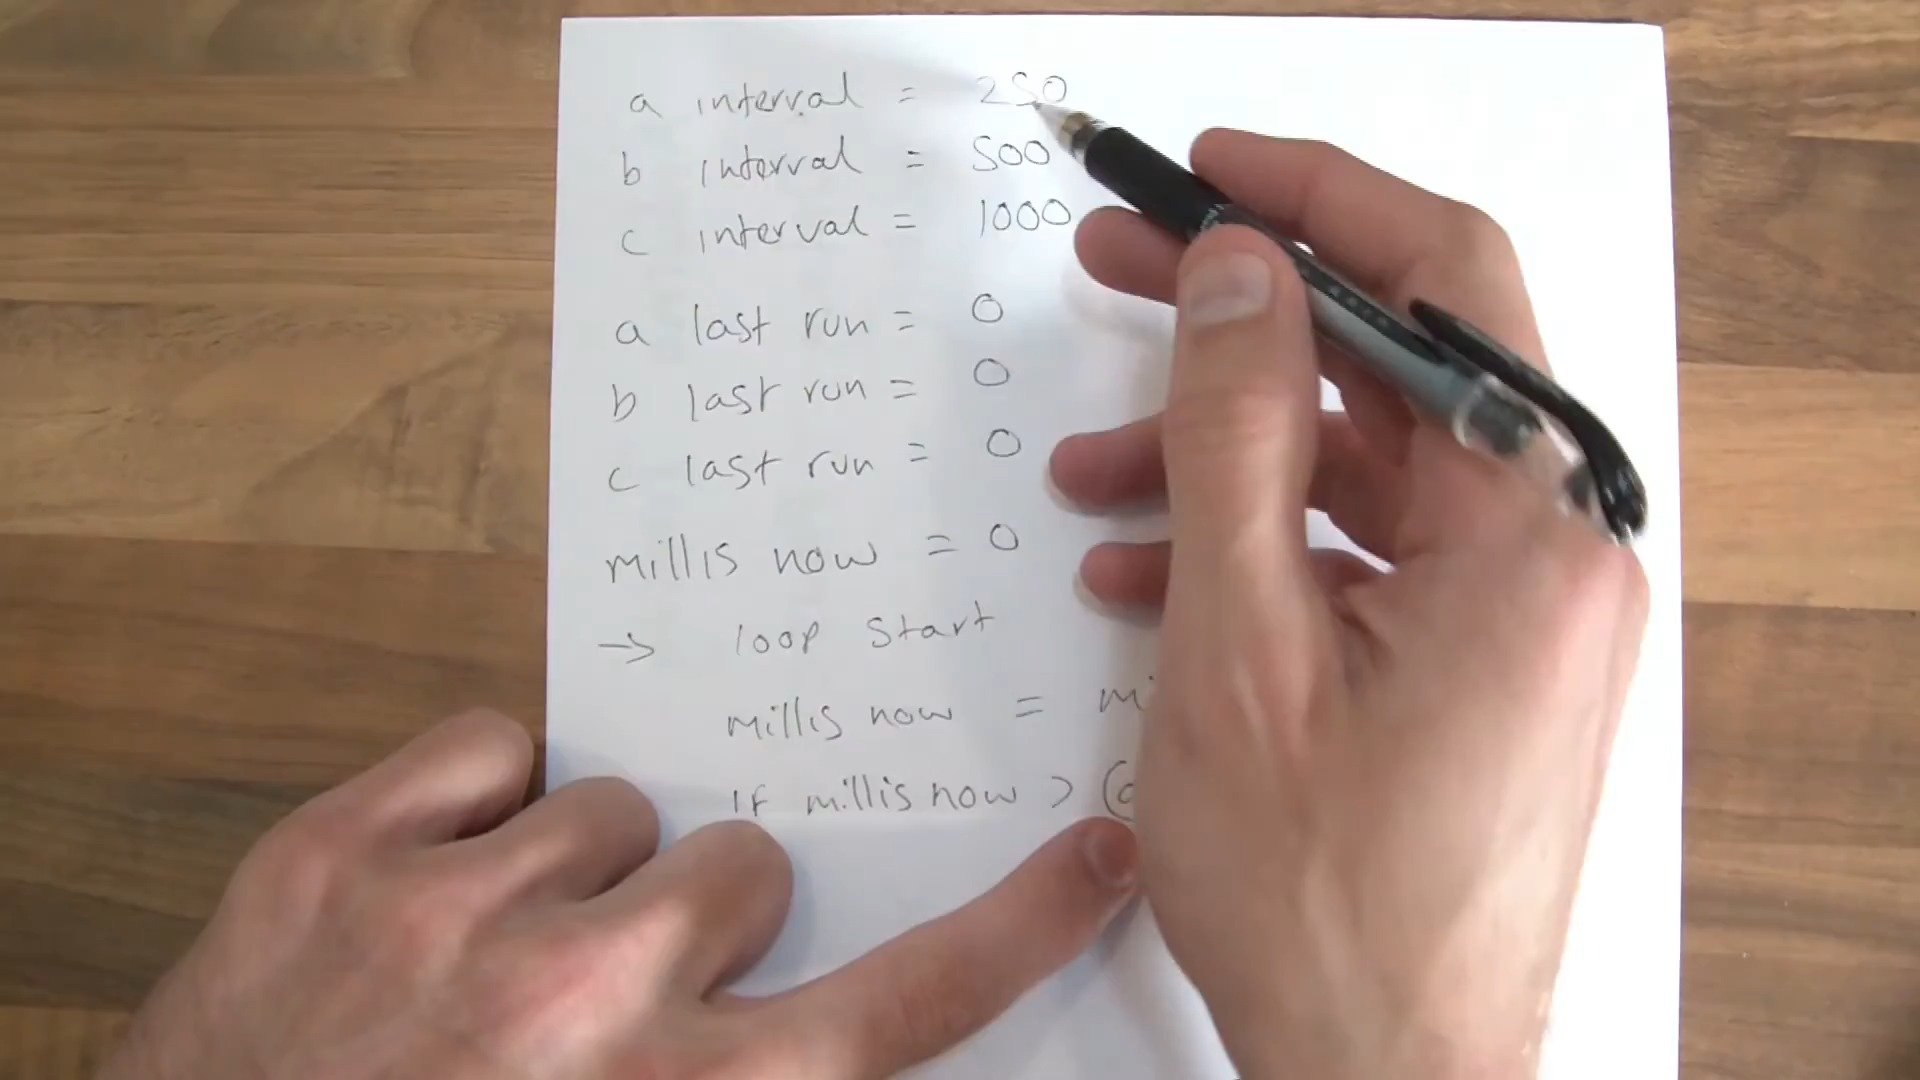 a interval = 250
b interval = 500
c interval = 1000
a last run = 0
b last run = 0
c last run = 0
millis now = 0
→ loop start
millis now = mi
if millis now > (